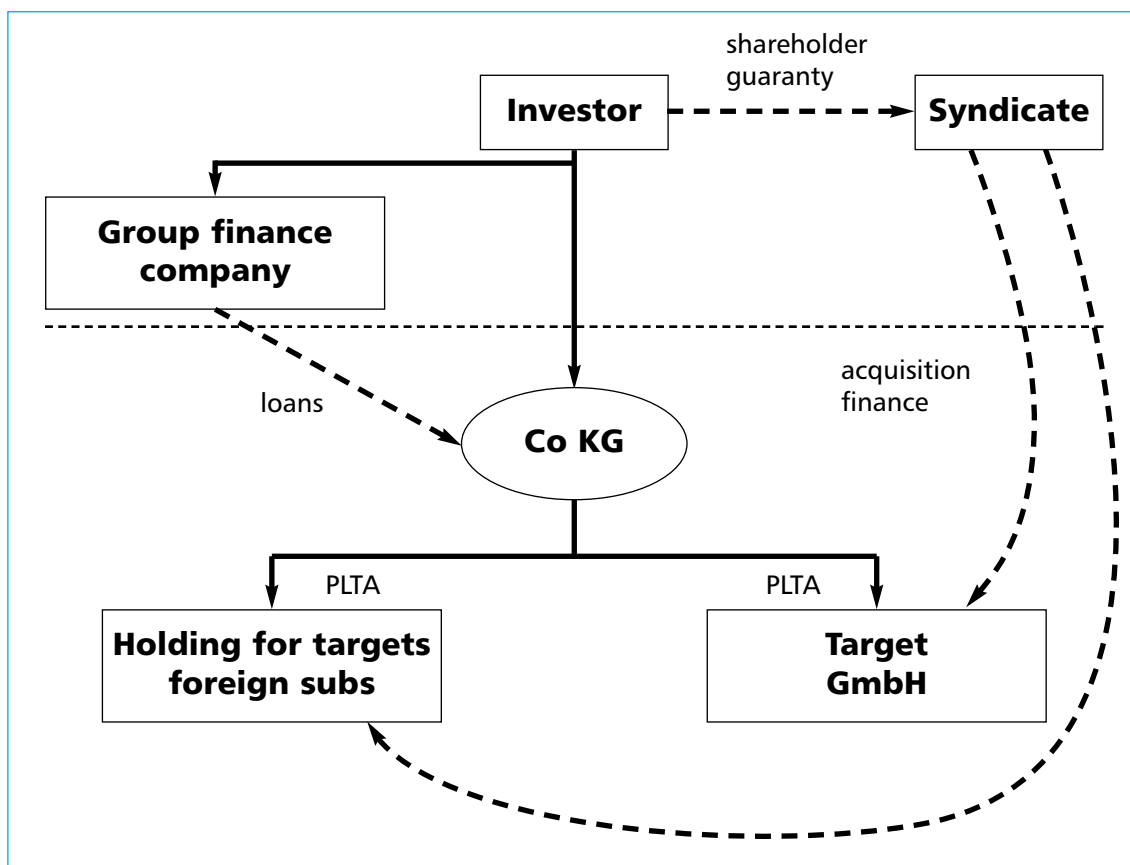 shareholder
guaranty
Investor
Syndicate
Group finance
company
loans
acquisition
finance
Co KG
PLTA
PLTA
Holding for targets
foreign subs
Target
GmbH